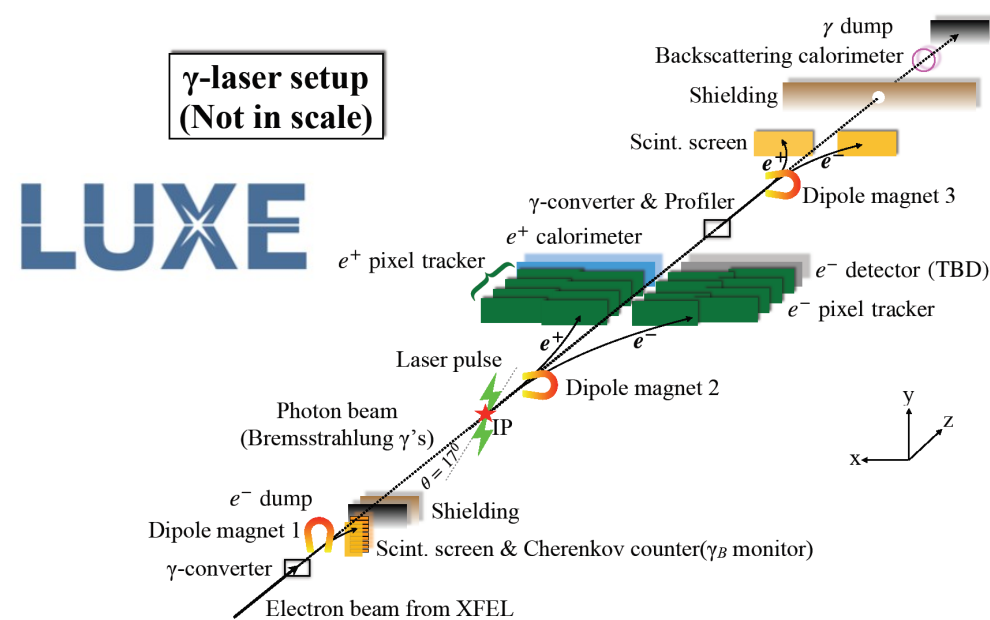 γ dump
Backscattering calorimeter
γ-laser setup
(Not in scale)
Shielding
Scint. screen
e⁺
e⁻
Dipole magnet 3
LUXE
γ-converter & Profiler
e⁺ calorimeter
e⁺ pixel tracker
e⁻ detector (TBD)
e⁻ pixel tracker
e⁺
e⁻
Laser pulse
Dipole magnet 2
Photon beam
(Bremsstrahlung γ's)
IP
θ = 17⁰
y
z
x
e⁻ dump
Shielding
Dipole magnet 1
Scint. screen & Cherenkov counter(γ_B monitor)
γ-converter
Electron beam from XFEL